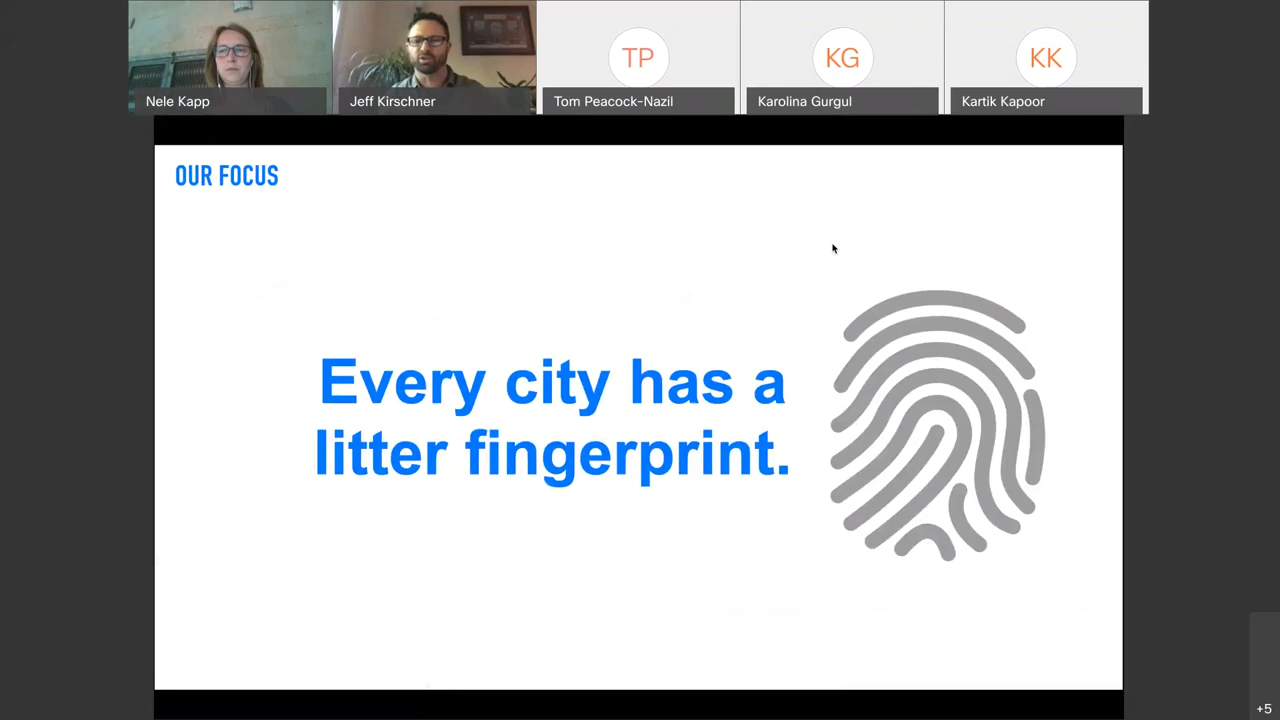 TP
KG
KK
Nele Kapp
Jeff Kirschner
Tom Peacock-Nazil
Karolina Gurgul
Kartik Kapoor
OUR FOCUS
Every city has a
litter fingerprint.
+5